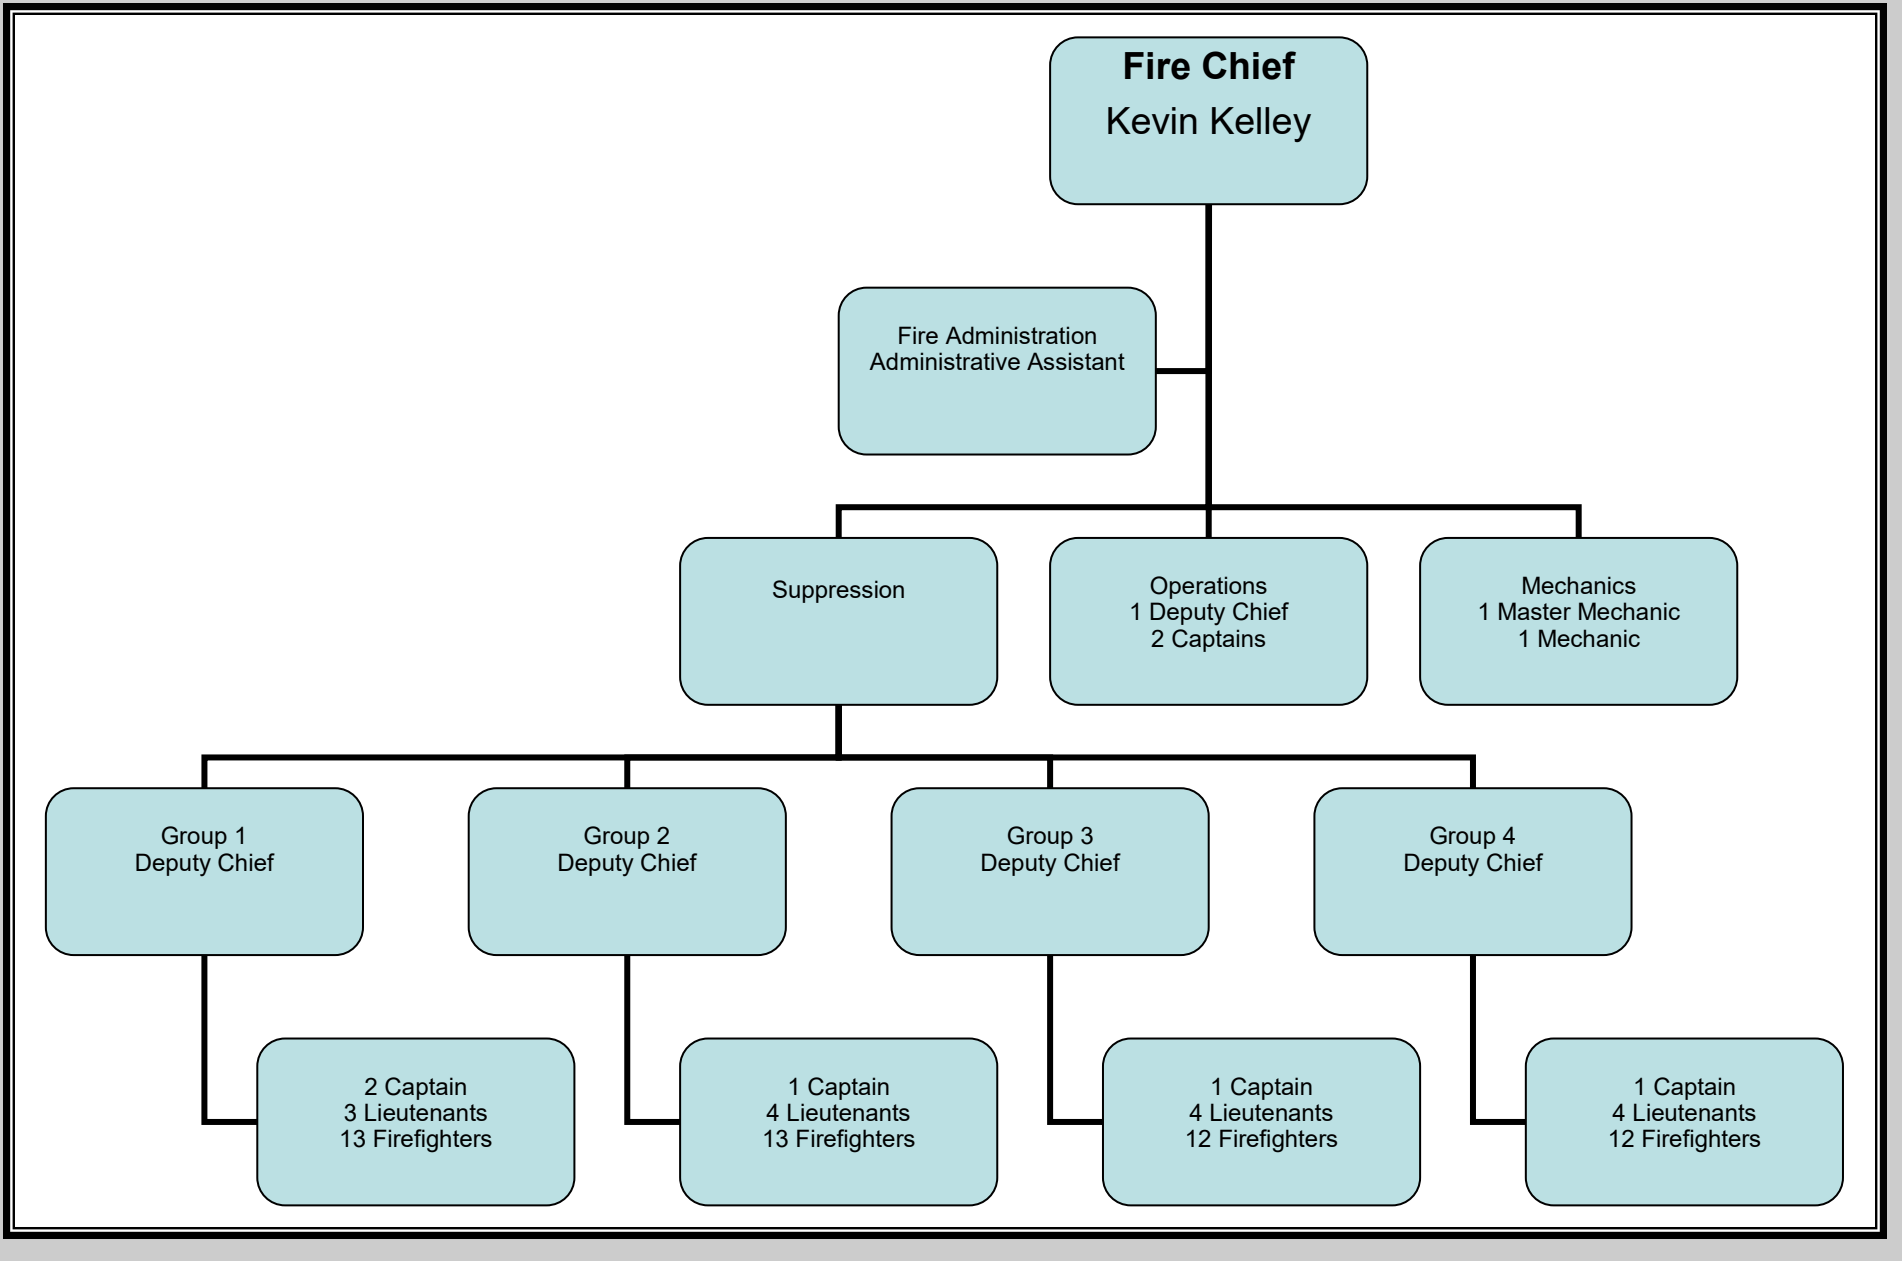 Fire Chief
Kevin Kelley
Fire Administration
Administrative Assistant
Suppression
Operations
1 Deputy Chief
2 Captains
Mechanics
1 Master Mechanic
1 Mechanic
Group 1
Deputy Chief
Group 2
Deputy Chief
Group 3
Deputy Chief
Group 4
Deputy Chief
2 Captain
3 Lieutenants
13 Firefighters
1 Captain
4 Lieutenants
13 Firefighters
1 Captain
4 Lieutenants
12 Firefighters
1 Captain
4 Lieutenants
12 Firefighters